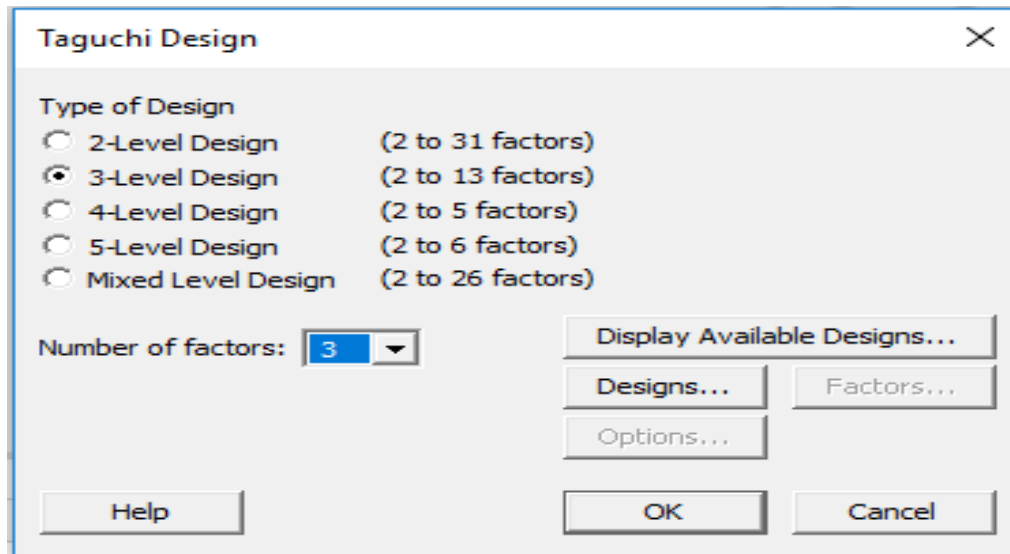 Taguchi Design
Type of Design
2-Level Design (2 to 31 factors)
3-Level Design (2 to 13 factors)
4-Level Design (2 to 5 factors)
5-Level Design (2 to 6 factors)
Mixed Level Design (2 to 26 factors)
Number of factors: 3
Display Available Designs...
Designs... Factors...
Options...
Help OK Cancel